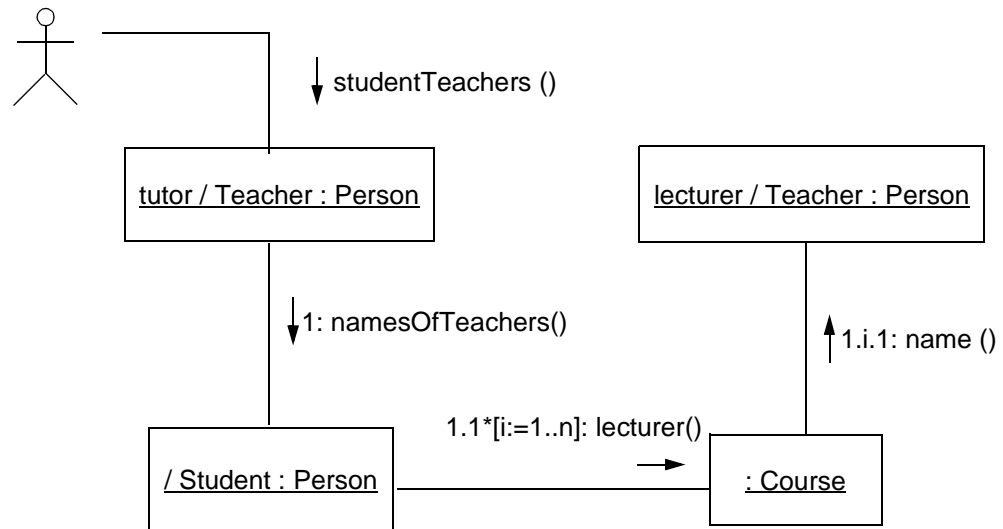 studentTeachers ()
tutor / Teacher : Person
lecturer / Teacher : Person
1: namesOfTeachers()
1.i.1: name ()
1.1*[i:=1..n]: lecturer()
/ Student : Person
: Course